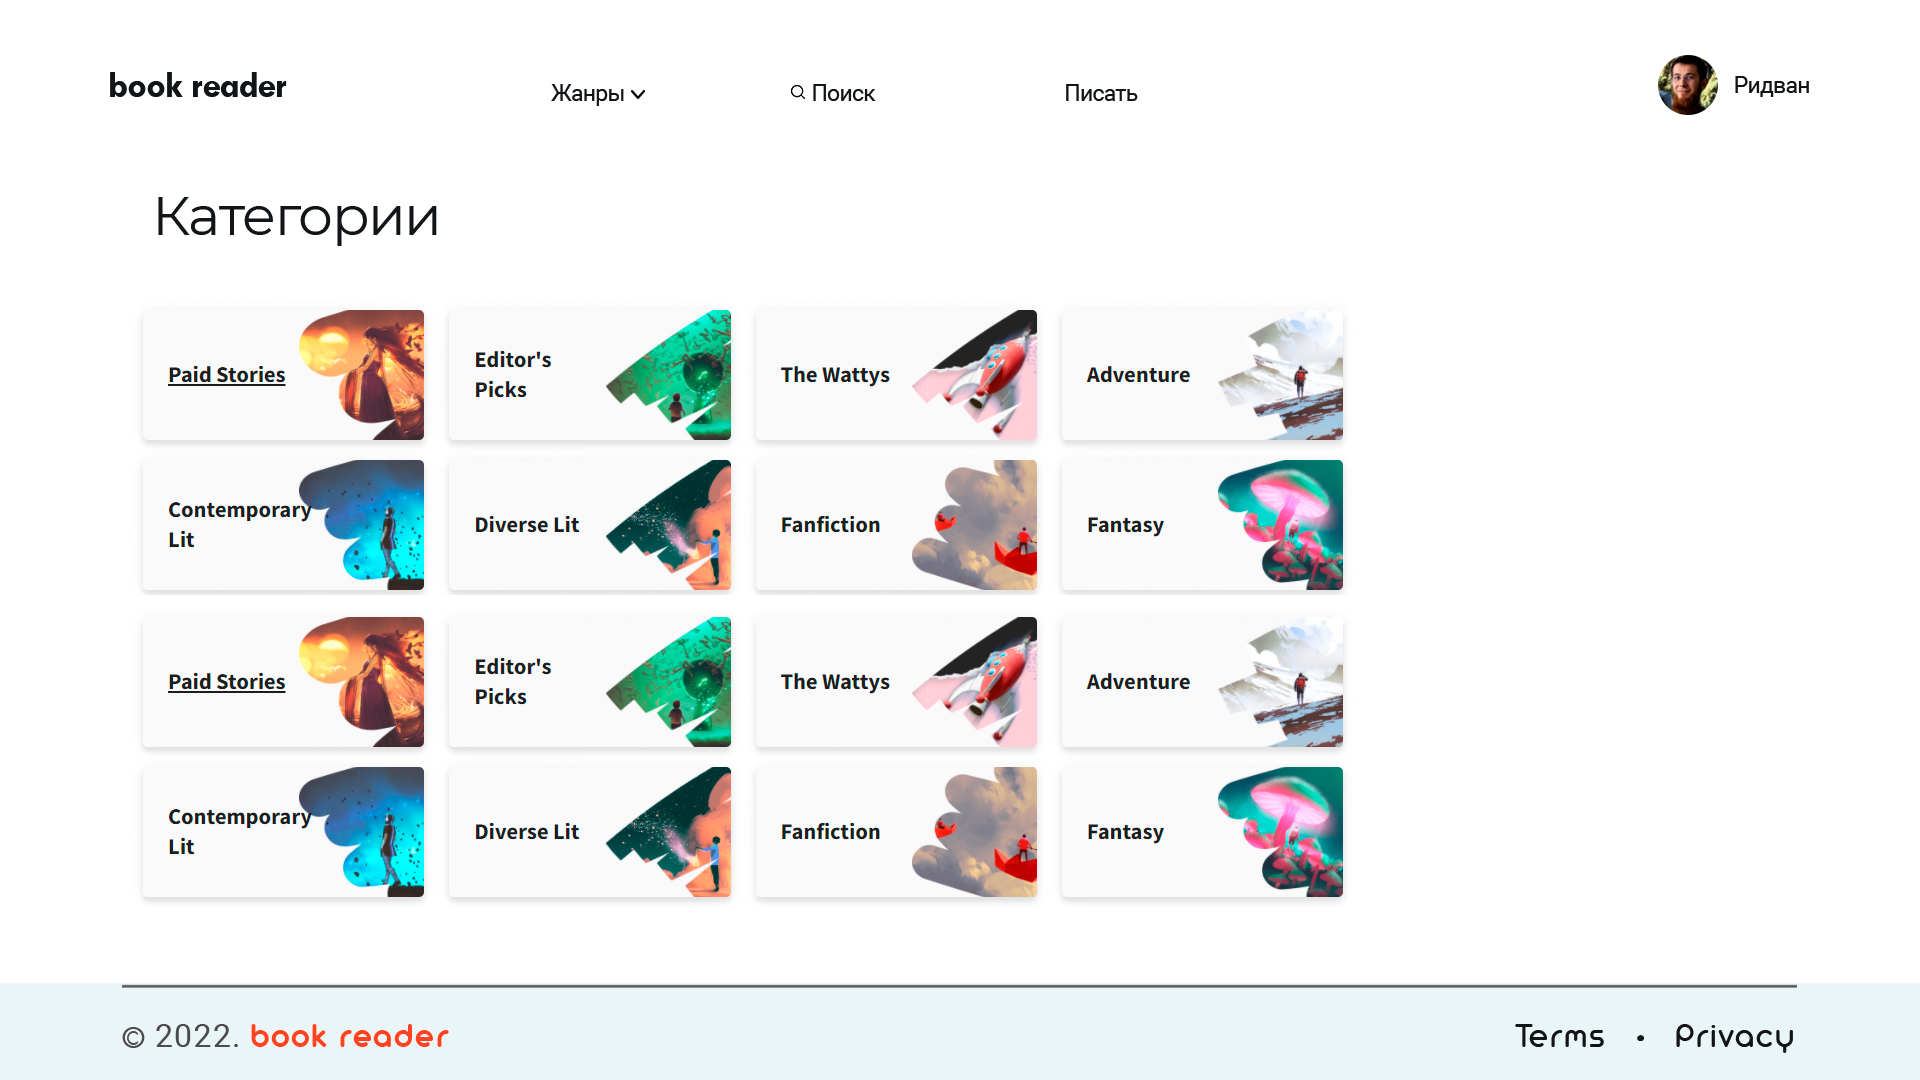 book reader
Жанры
Поиск
Писать
Ридван
Категории
Paid Stories
Editor's
Picks
The Wattys
Adventure
Contemporary
Lit
Diverse Lit
Fanfiction
Fantasy
Paid Stories
Editor's
Picks
The Wattys
Adventure
Contemporary
Lit
Diverse Lit
Fanfiction
Fantasy
© 2022. book reader
Terms • Privacy